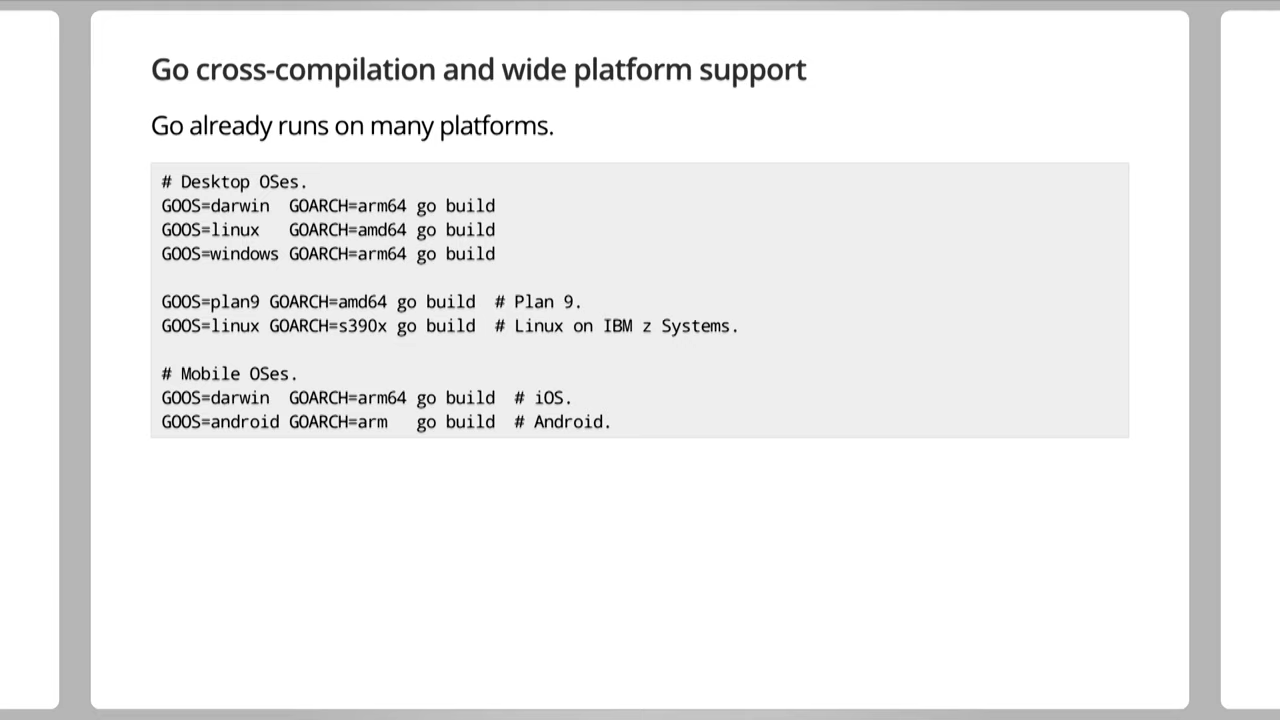 Go cross-compilation and wide platform support
Go already runs on many platforms.
# Desktop OSes.
GOOS=darwin  GOARCH=arm64 go build
GOOS=linux   GOARCH=amd64 go build
GOOS=windows GOARCH=arm64 go build
GOOS=plan9 GOARCH=amd64 go build  # Plan 9.
GOOS=linux GOARCH=s390x go build  # Linux on IBM z Systems.
# Mobile OSes.
GOOS=darwin  GOARCH=arm64 go build  # iOS.
GOOS=android GOARCH=arm   go build  # Android.